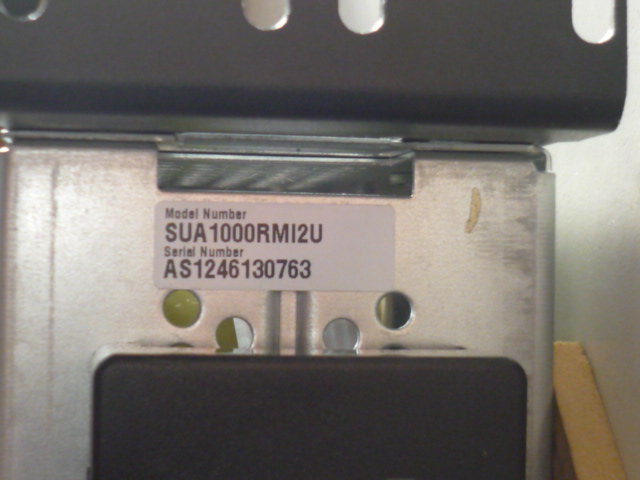 Model Number
SUA1000RMI2U
Serial Number
AS1246130763